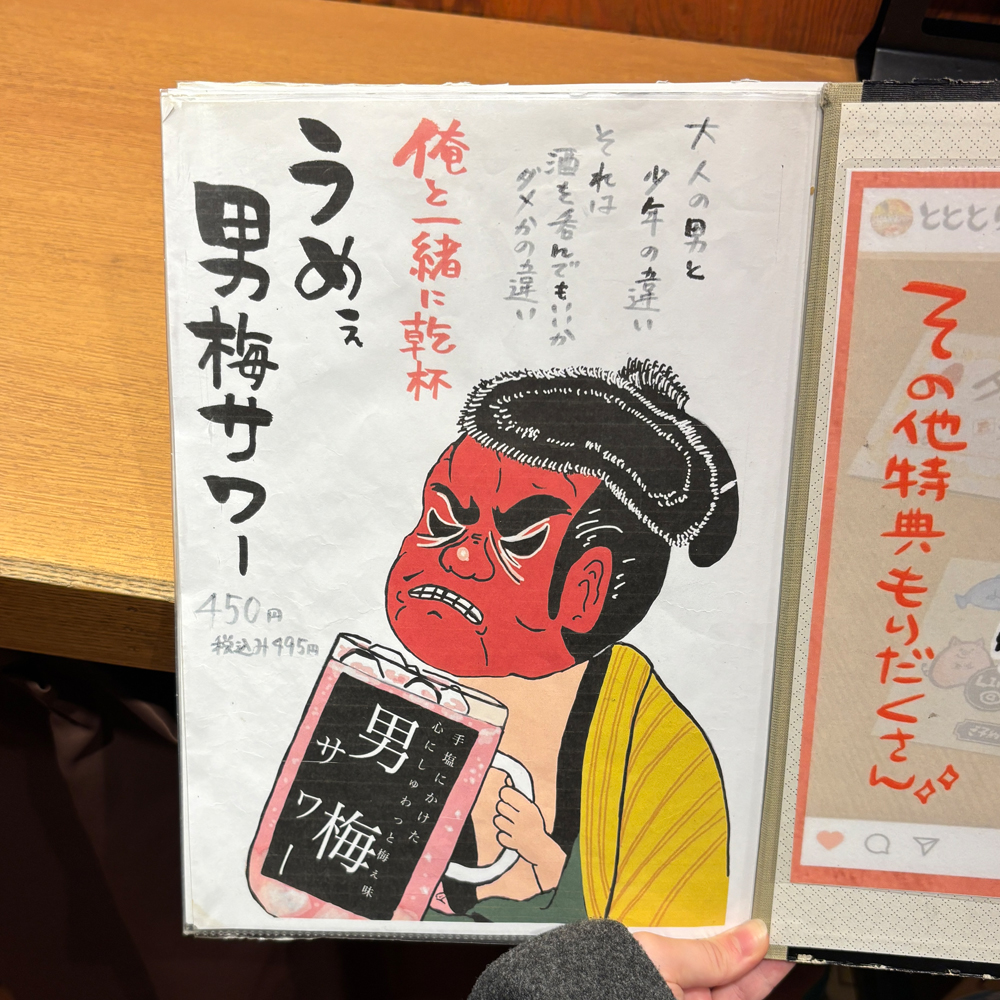 大人の男と
少年の違い
それは
酒を呑んでもいいか
ダメかの違い
俺と一緒に乾杯
うめぇ
男梅サワー
450円
税込み495円
手塩にかけた
心にしゅわっと梅ぇ味
男梅
サワー
ととと
その他特典もりだくさん